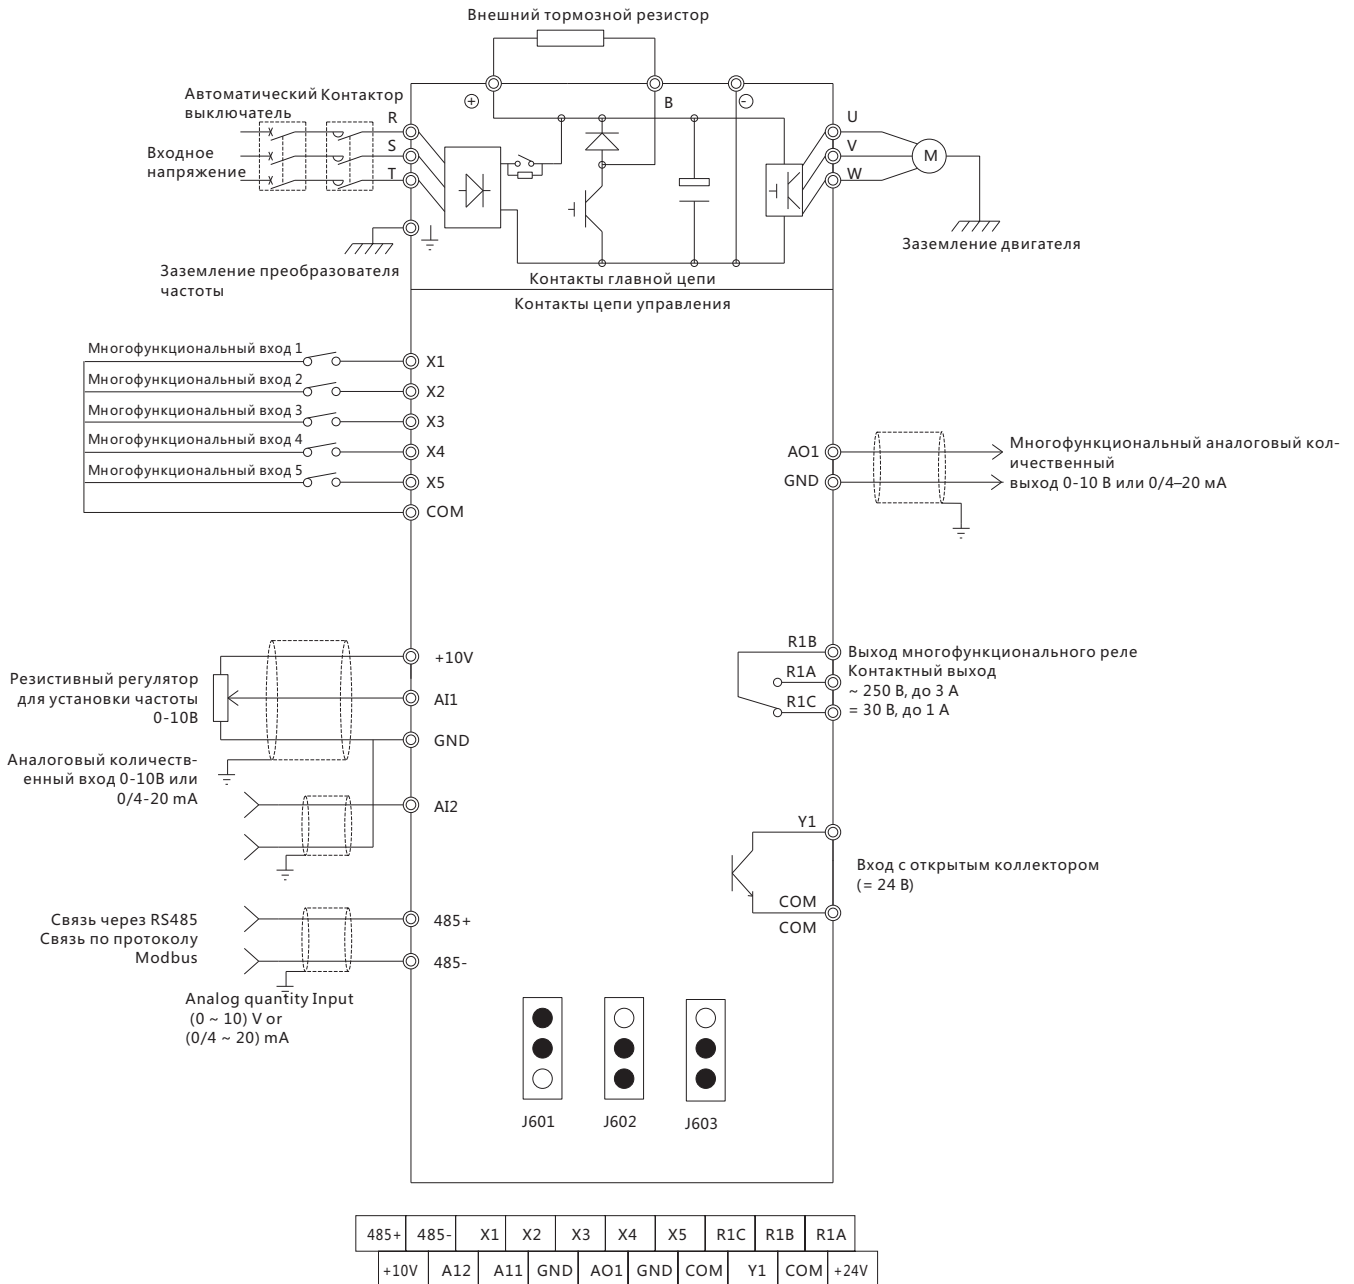 Внешний тормозной резистор
Автоматический
выключатель
Контактор
Входное
напряжение
R
S
T
+
B
-
U
V
W
M
Заземление двигателя
Заземление преобразователя
частоты
Контакты главной цепи
Контакты цепи управления
Многофункциональный вход 1
X1
Многофункциональный вход 2
X2
Многофункциональный вход 3
X3
Многофункциональный вход 4
X4
Многофункциональный вход 5
X5
COM
AO1
GND
Многофункциональный аналоговый кол-
ичественный
выход 0-10 В или 0/4–20 мА
Резистивный регулятор
для установки частоты
0-10В
+10V
AI1
GND
Аналоговый количеств-
енный вход 0-10В или
0/4-20 mA
AI2
R1B
R1A
R1C
Выход многофункционального реле
Контактный выход
~ 250 В, до 3 А
= 30 В, до 1 А
Y1
COM
COM
Вход с открытым коллектором
(= 24 В)
Связь через RS485
Связь по протоколу
Modbus
485+
485-
Analog quantity Input
(0 ~ 10) V or
(0/4 ~ 20) mA
J601
J602
J603
485+ 485- X1 X2 X3 X4 X5 R1C R1B R1A
+10V A12 A11 GND AO1 GND COM Y1 COM +24V